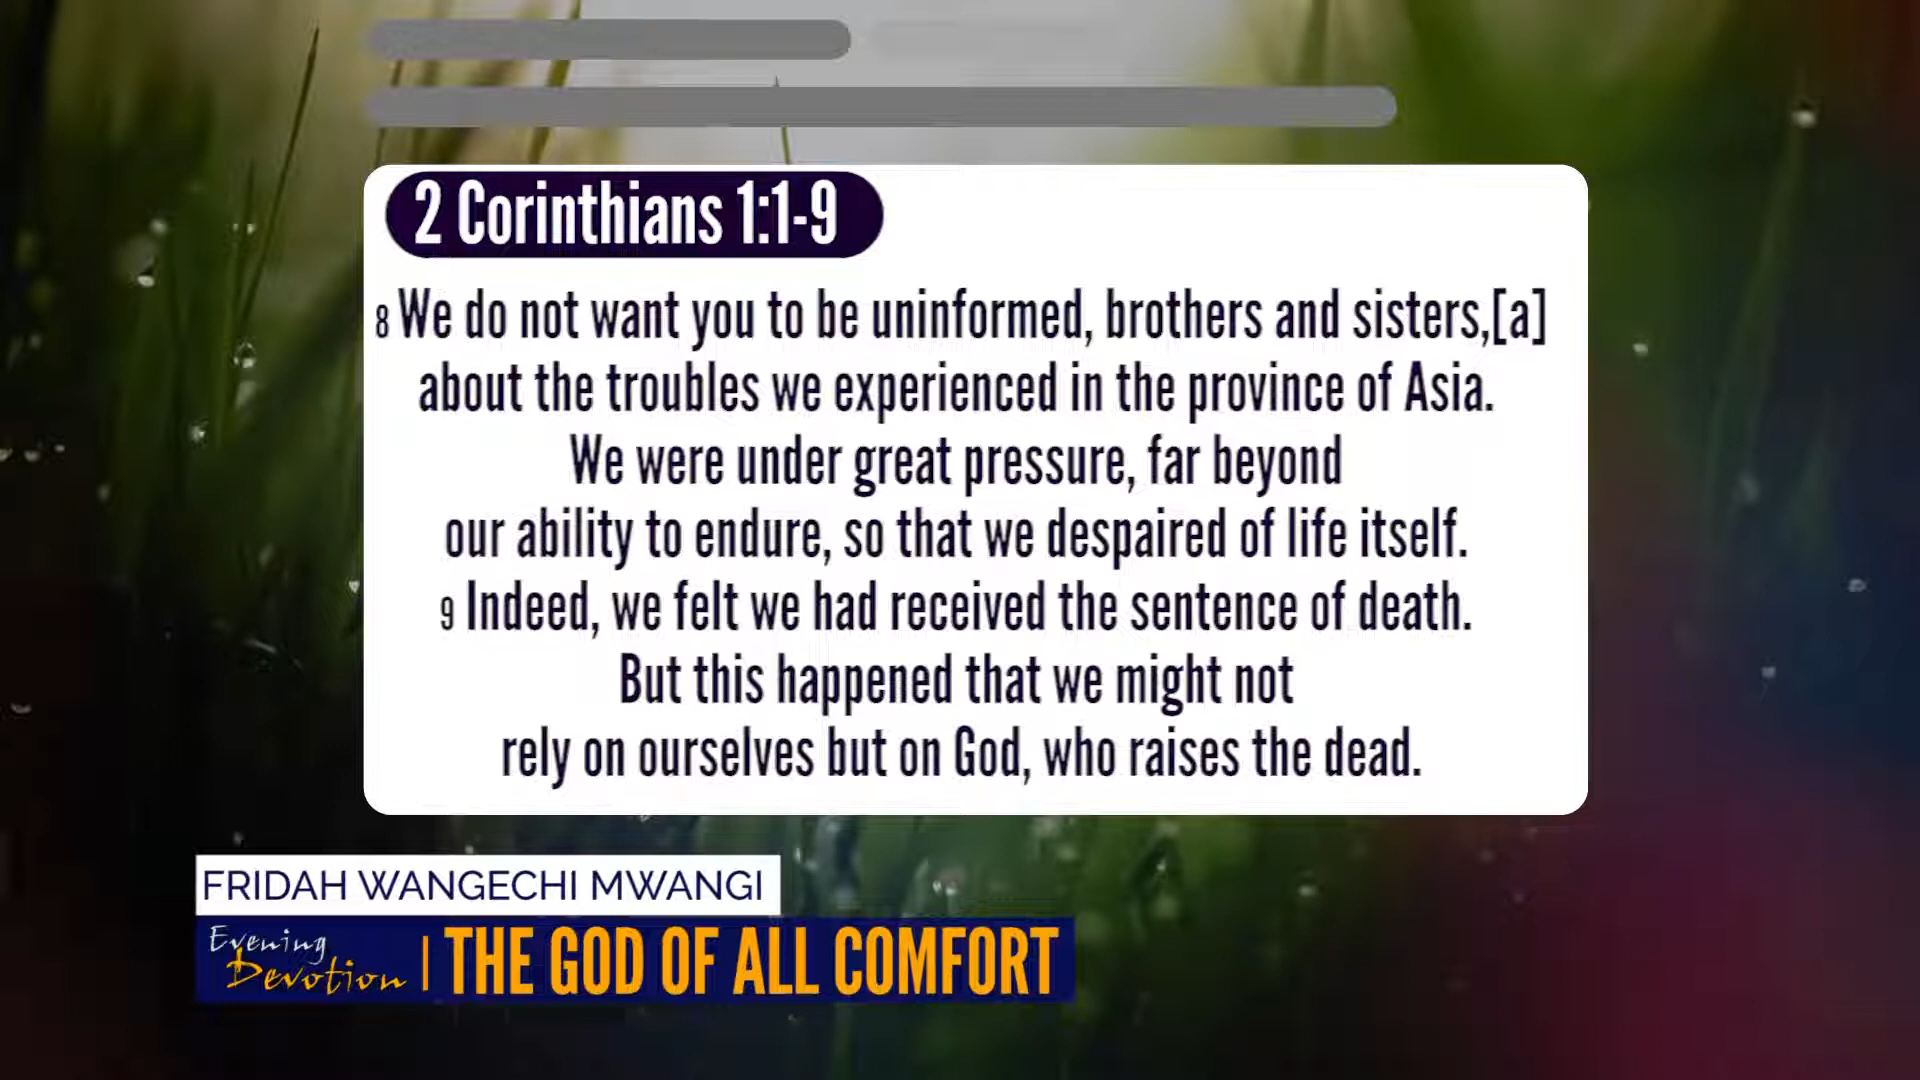 2 Corinthians 1:1-9
8 We do not want you to be uninformed, brothers and sisters,[a]
about the troubles we experienced in the province of Asia.
We were under great pressure, far beyond
our ability to endure, so that we despaired of life itself.
9 Indeed, we felt we had received the sentence of death.
But this happened that we might not
rely on ourselves but on God, who raises the dead.
FRIDAH WANGECHI MWANGI
Evening
Devotion | THE GOD OF ALL COMFORT